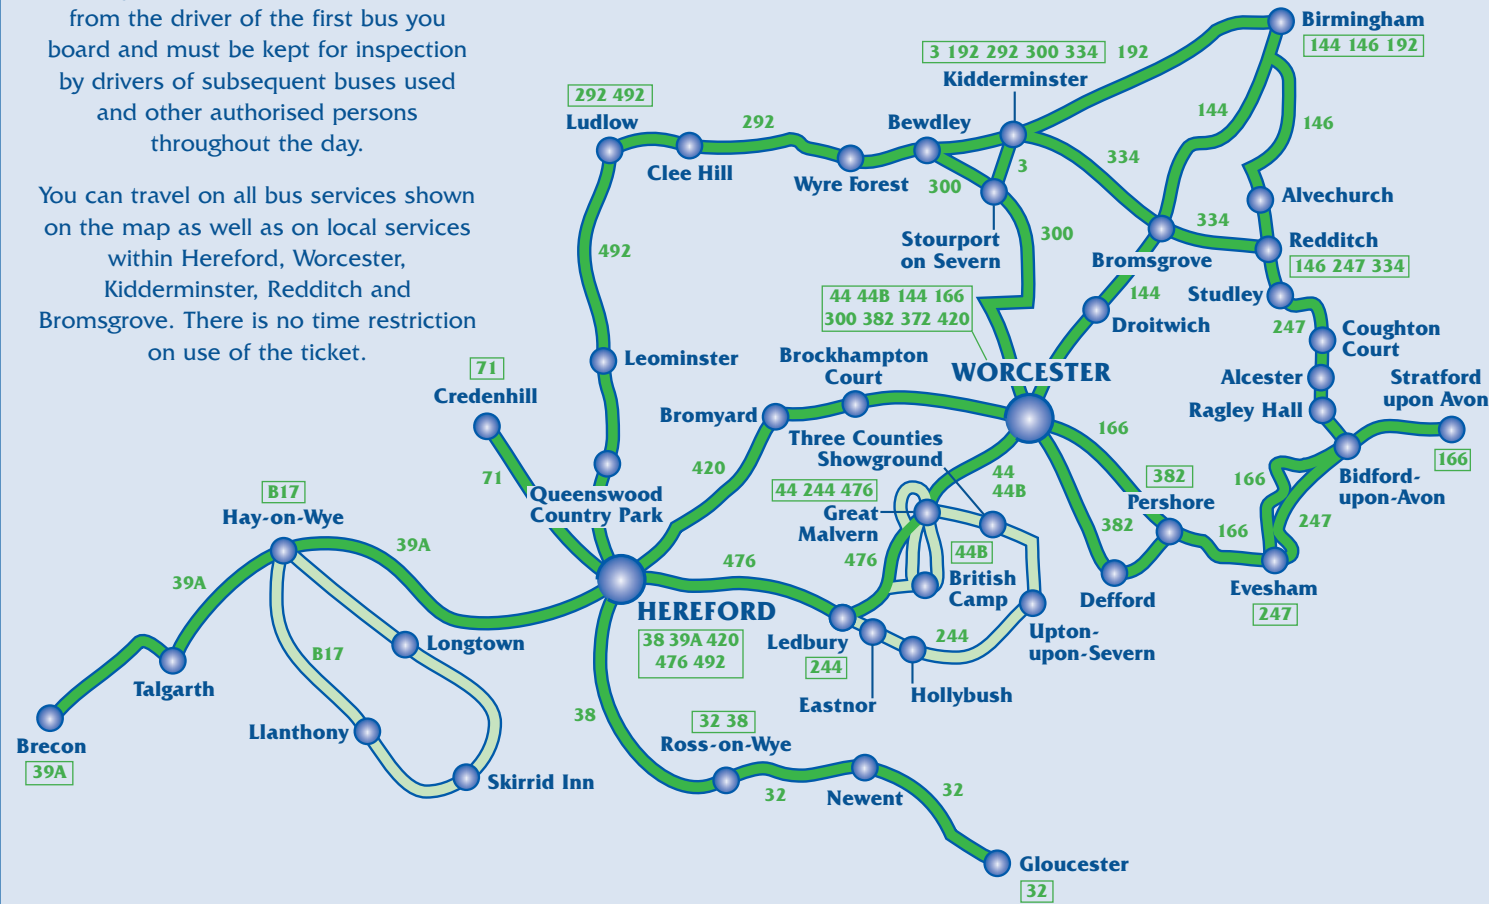 from the driver of the first bus you
board and must be kept for inspection
by drivers of subsequent buses used
and other authorised persons
throughout the day.
You can travel on all bus services shown
on the map as well as on local services
within Hereford, Worcester,
Kidderminster, Redditch and
Bromsgrove. There is no time restriction
on use of the ticket.
Birmingham
144 146 192
3 192 292 300 334
192
Kidderminster
292 492
Ludlow
292
Bewdley
144
146
Clee Hill
Wyre Forest
300
3
334
Alvechurch
Stourport
on Severn
300
334
Redditch
146 247 334
492
Bromsgrove
44 44B 144 166
300 382 372 420
144
Studley
Droitwich
247
Coughton
Court
Leominster
Brockhampton
Court
WORCESTER
Alcester
Stratford
upon Avon
71
Credenhill
Bromyard
Ragley Hall
166
Three Counties
Showground
166
71
420
44
44B
166
Bidford-
upon-Avon
B17
Hay-on-Wye
Queenswood
Country Park
44 244 476
Great
Malvern
382
Pershore
382
166
247
39A
39A
476
476
44B
British
Camp
Defford
Evesham
247
HEREFORD
38 39A 420
476 492
Ledbury
244
244
Upton-
upon-Severn
Longtown
B17
Talgarth
Eastnor
Hollybush
Brecon
39A
Llanthony
38
32 38
Ross-on-Wye
Skirrid Inn
32
Newent
32
Gloucester
32